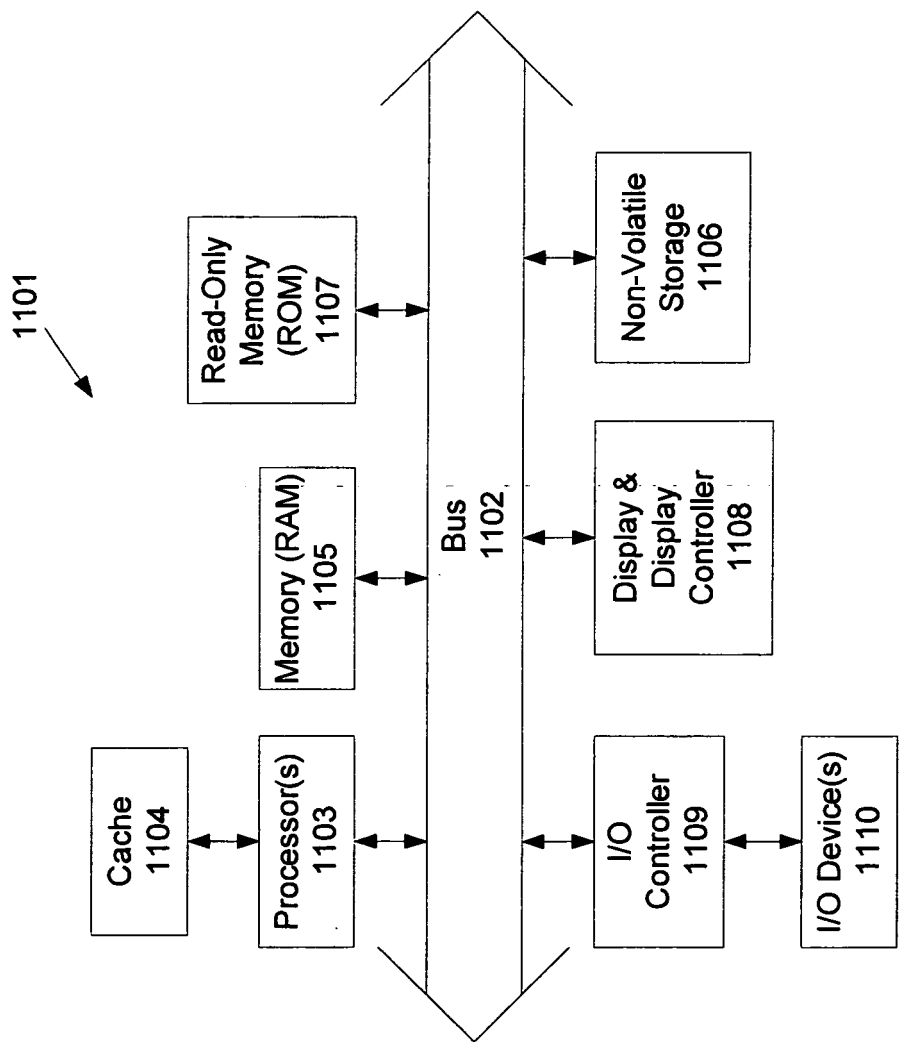 1101
Cache
1104
Processor(s)
1103
Memory (RAM)
1105
Read-Only
Memory
(ROM)
1107
Bus
1102
I/O
Controller
1109
Display &
Display
Controller
1108
Non-Volatile
Storage
1106
I/O Device(s)
1110